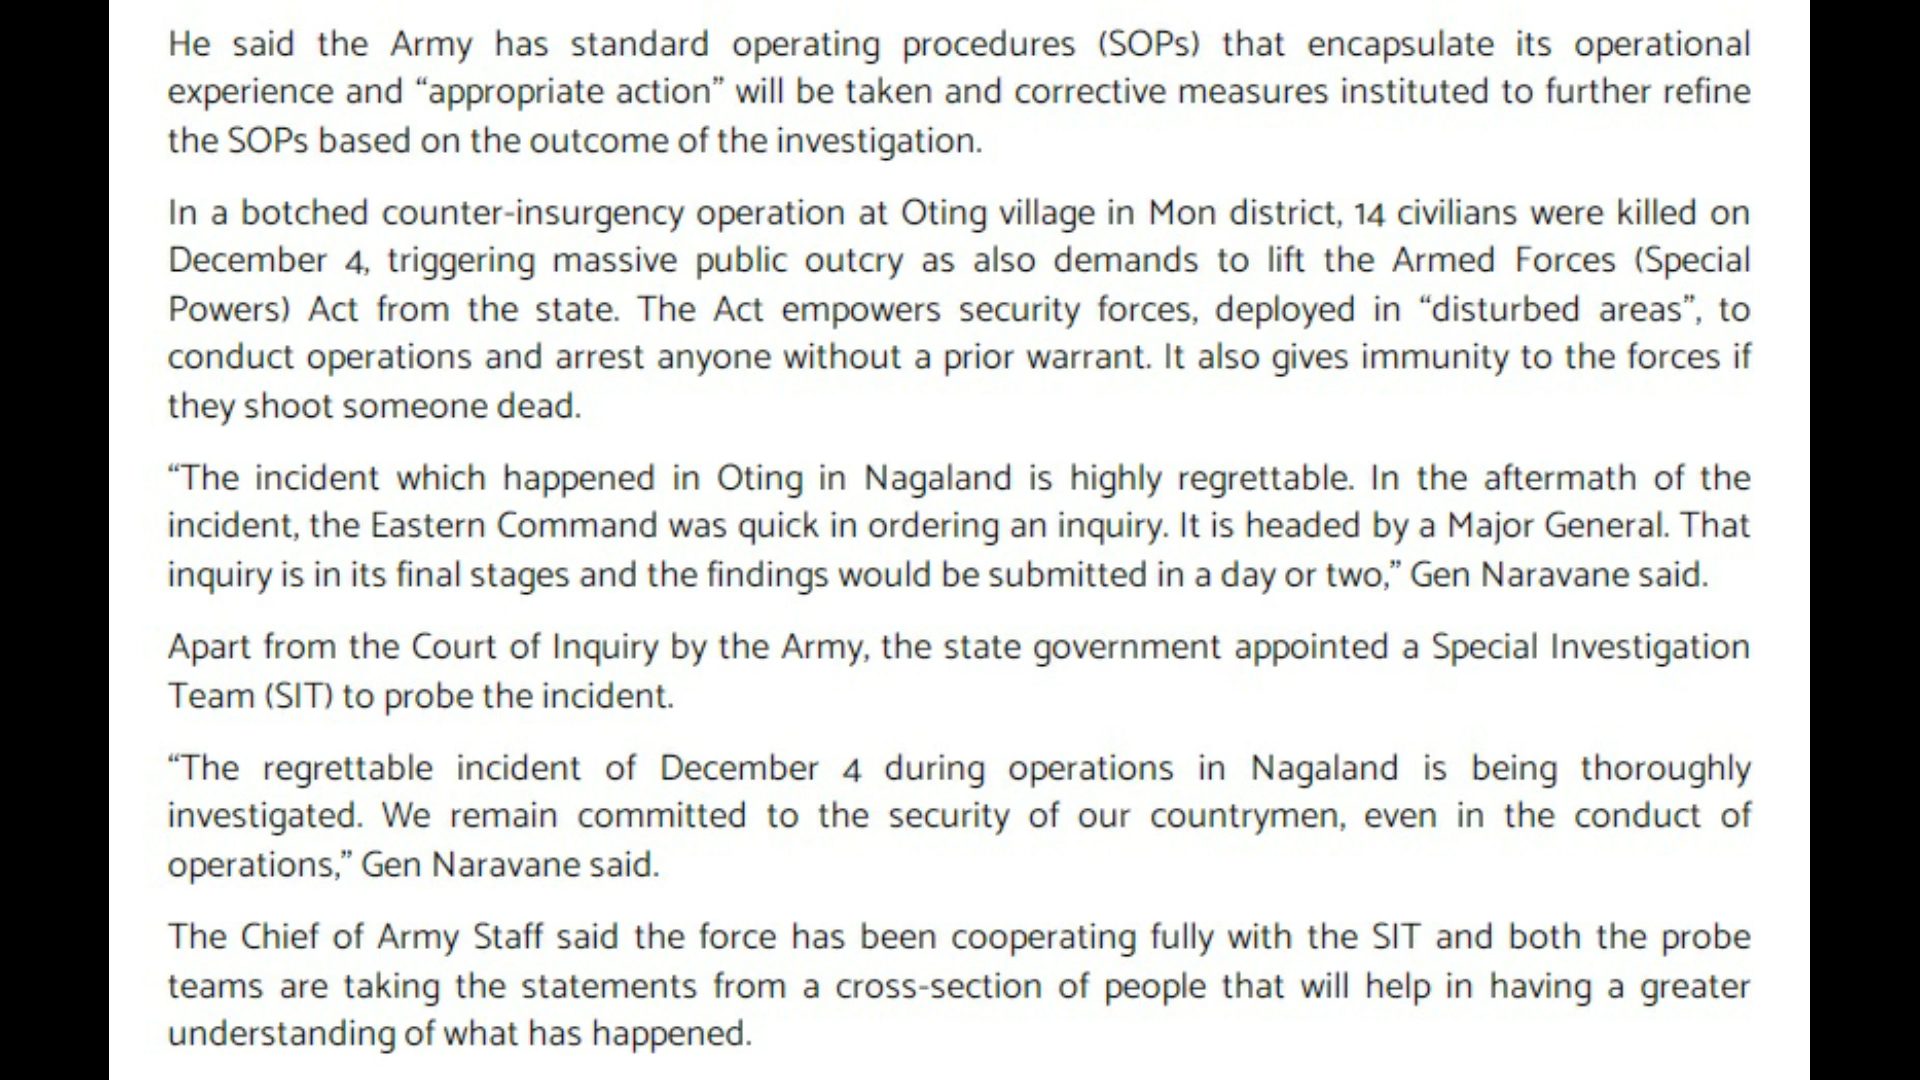 He said the Army has standard operating procedures (SOPs) that encapsulate its operational
experience and “appropriate action” will be taken and corrective measures instituted to further refine
the SOPs based on the outcome of the investigation.
In a botched counter-insurgency operation at Oting village in Mon district, 14 civilians were killed on
December 4, triggering massive public outcry as also demands to lift the Armed Forces (Special
Powers) Act from the state. The Act empowers security forces, deployed in “disturbed areas”, to
conduct operations and arrest anyone without a prior warrant. It also gives immunity to the forces if
they shoot someone dead.
“The incident which happened in Oting in Nagaland is highly regrettable. In the aftermath of the
incident, the Eastern Command was quick in ordering an inquiry. It is headed by a Major General. That
inquiry is in its final stages and the findings would be submitted in a day or two,” Gen Naravane said.
Apart from the Court of Inquiry by the Army, the state government appointed a Special Investigation
Team (SIT) to probe the incident.
“The regrettable incident of December 4 during operations in Nagaland is being thoroughly
investigated. We remain committed to the security of our countrymen, even in the conduct of
operations,” Gen Naravane said.
The Chief of Army Staff said the force has been cooperating fully with the SIT and both the probe
teams are taking the statements from a cross-section of people that will help in having a greater
understanding of what has happened.